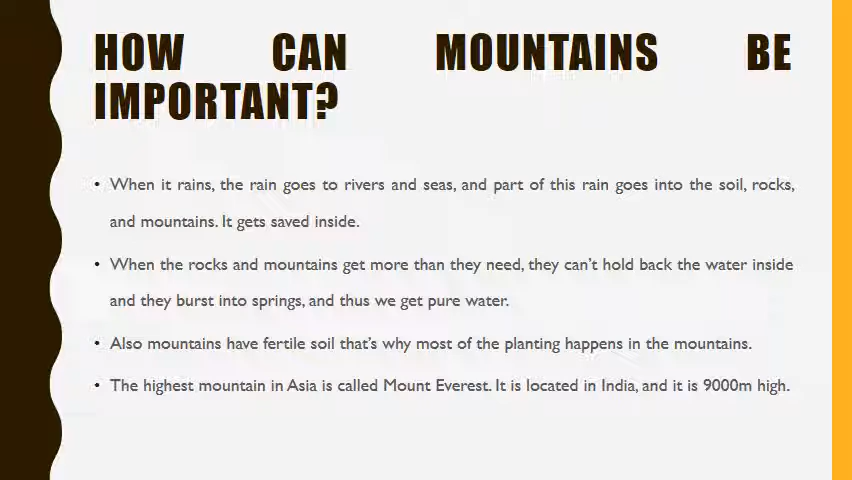 HOW CAN MOUNTAINS BE
IMPORTANT?
• When it rains, the rain goes to rivers and seas, and part of this rain goes into the soil, rocks,
and mountains. It gets saved inside.
• When the rocks and mountains get more than they need, they can't hold back the water inside
and they burst into springs, and thus we get pure water.
• Also mountains have fertile soil that's why most of the planting happens in the mountains.
• The highest mountain in Asia is called Mount Everest. It is located in India, and it is 9000m high.